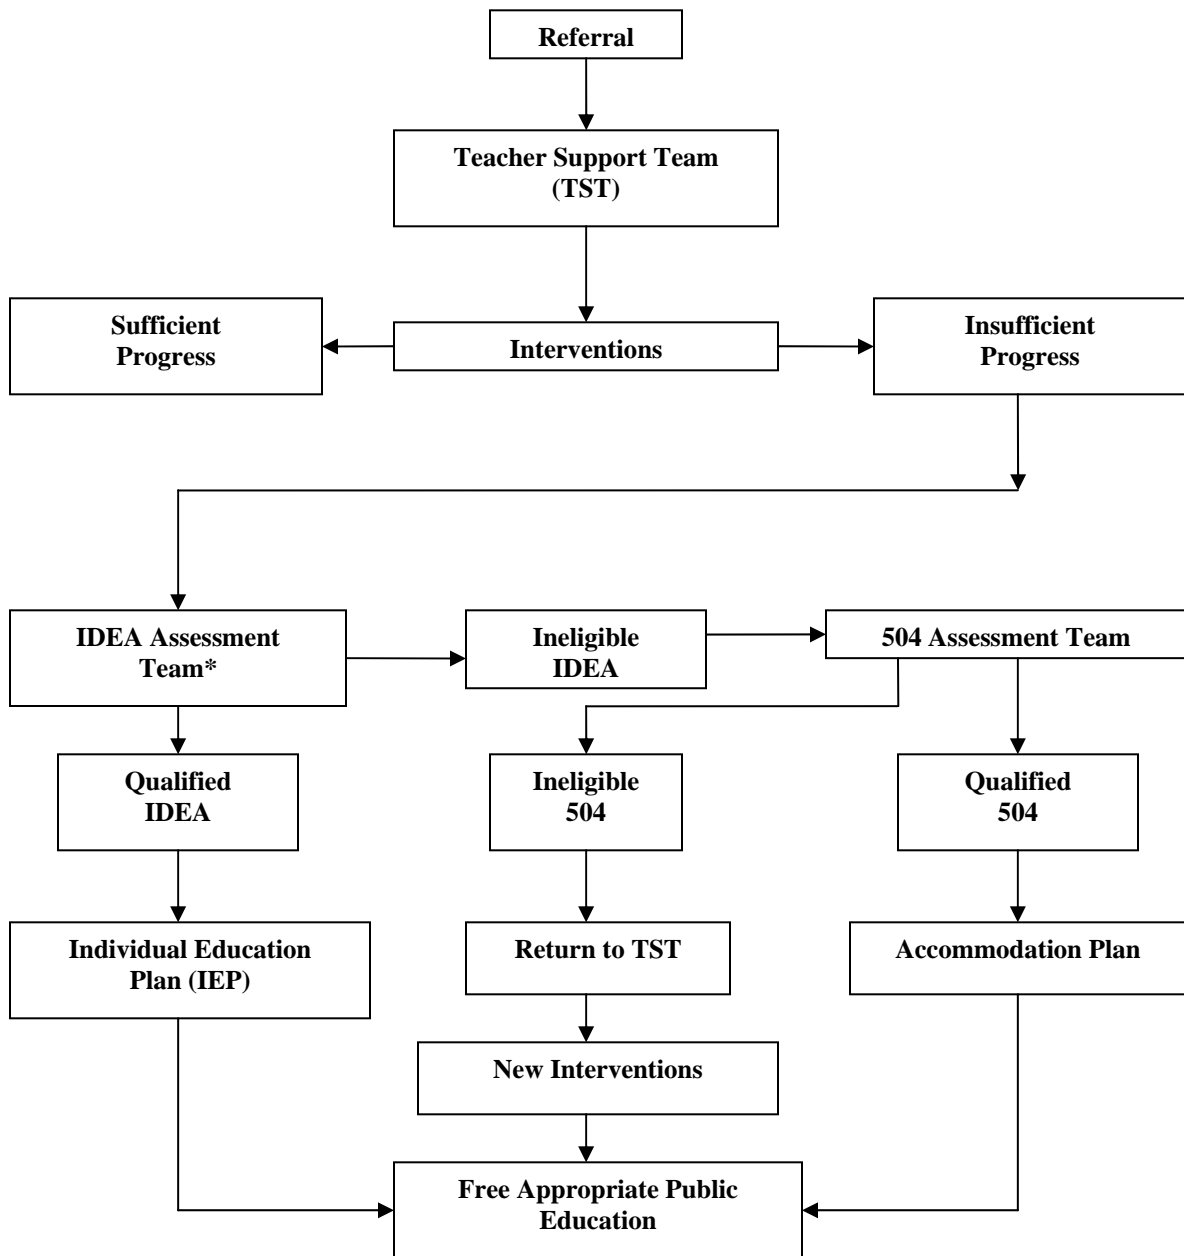 Referral
Teacher Support Team
(TST)
Sufficient
Progress
Interventions
Insufficient
Progress
IDEA Assessment
Team*
Ineligible
IDEA
504 Assessment Team
Qualified
IDEA
Ineligible
504
Qualified
504
Individual Education
Plan (IEP)
Return to TST
Accommodation Plan
New Interventions
Free Appropriate Public
Education